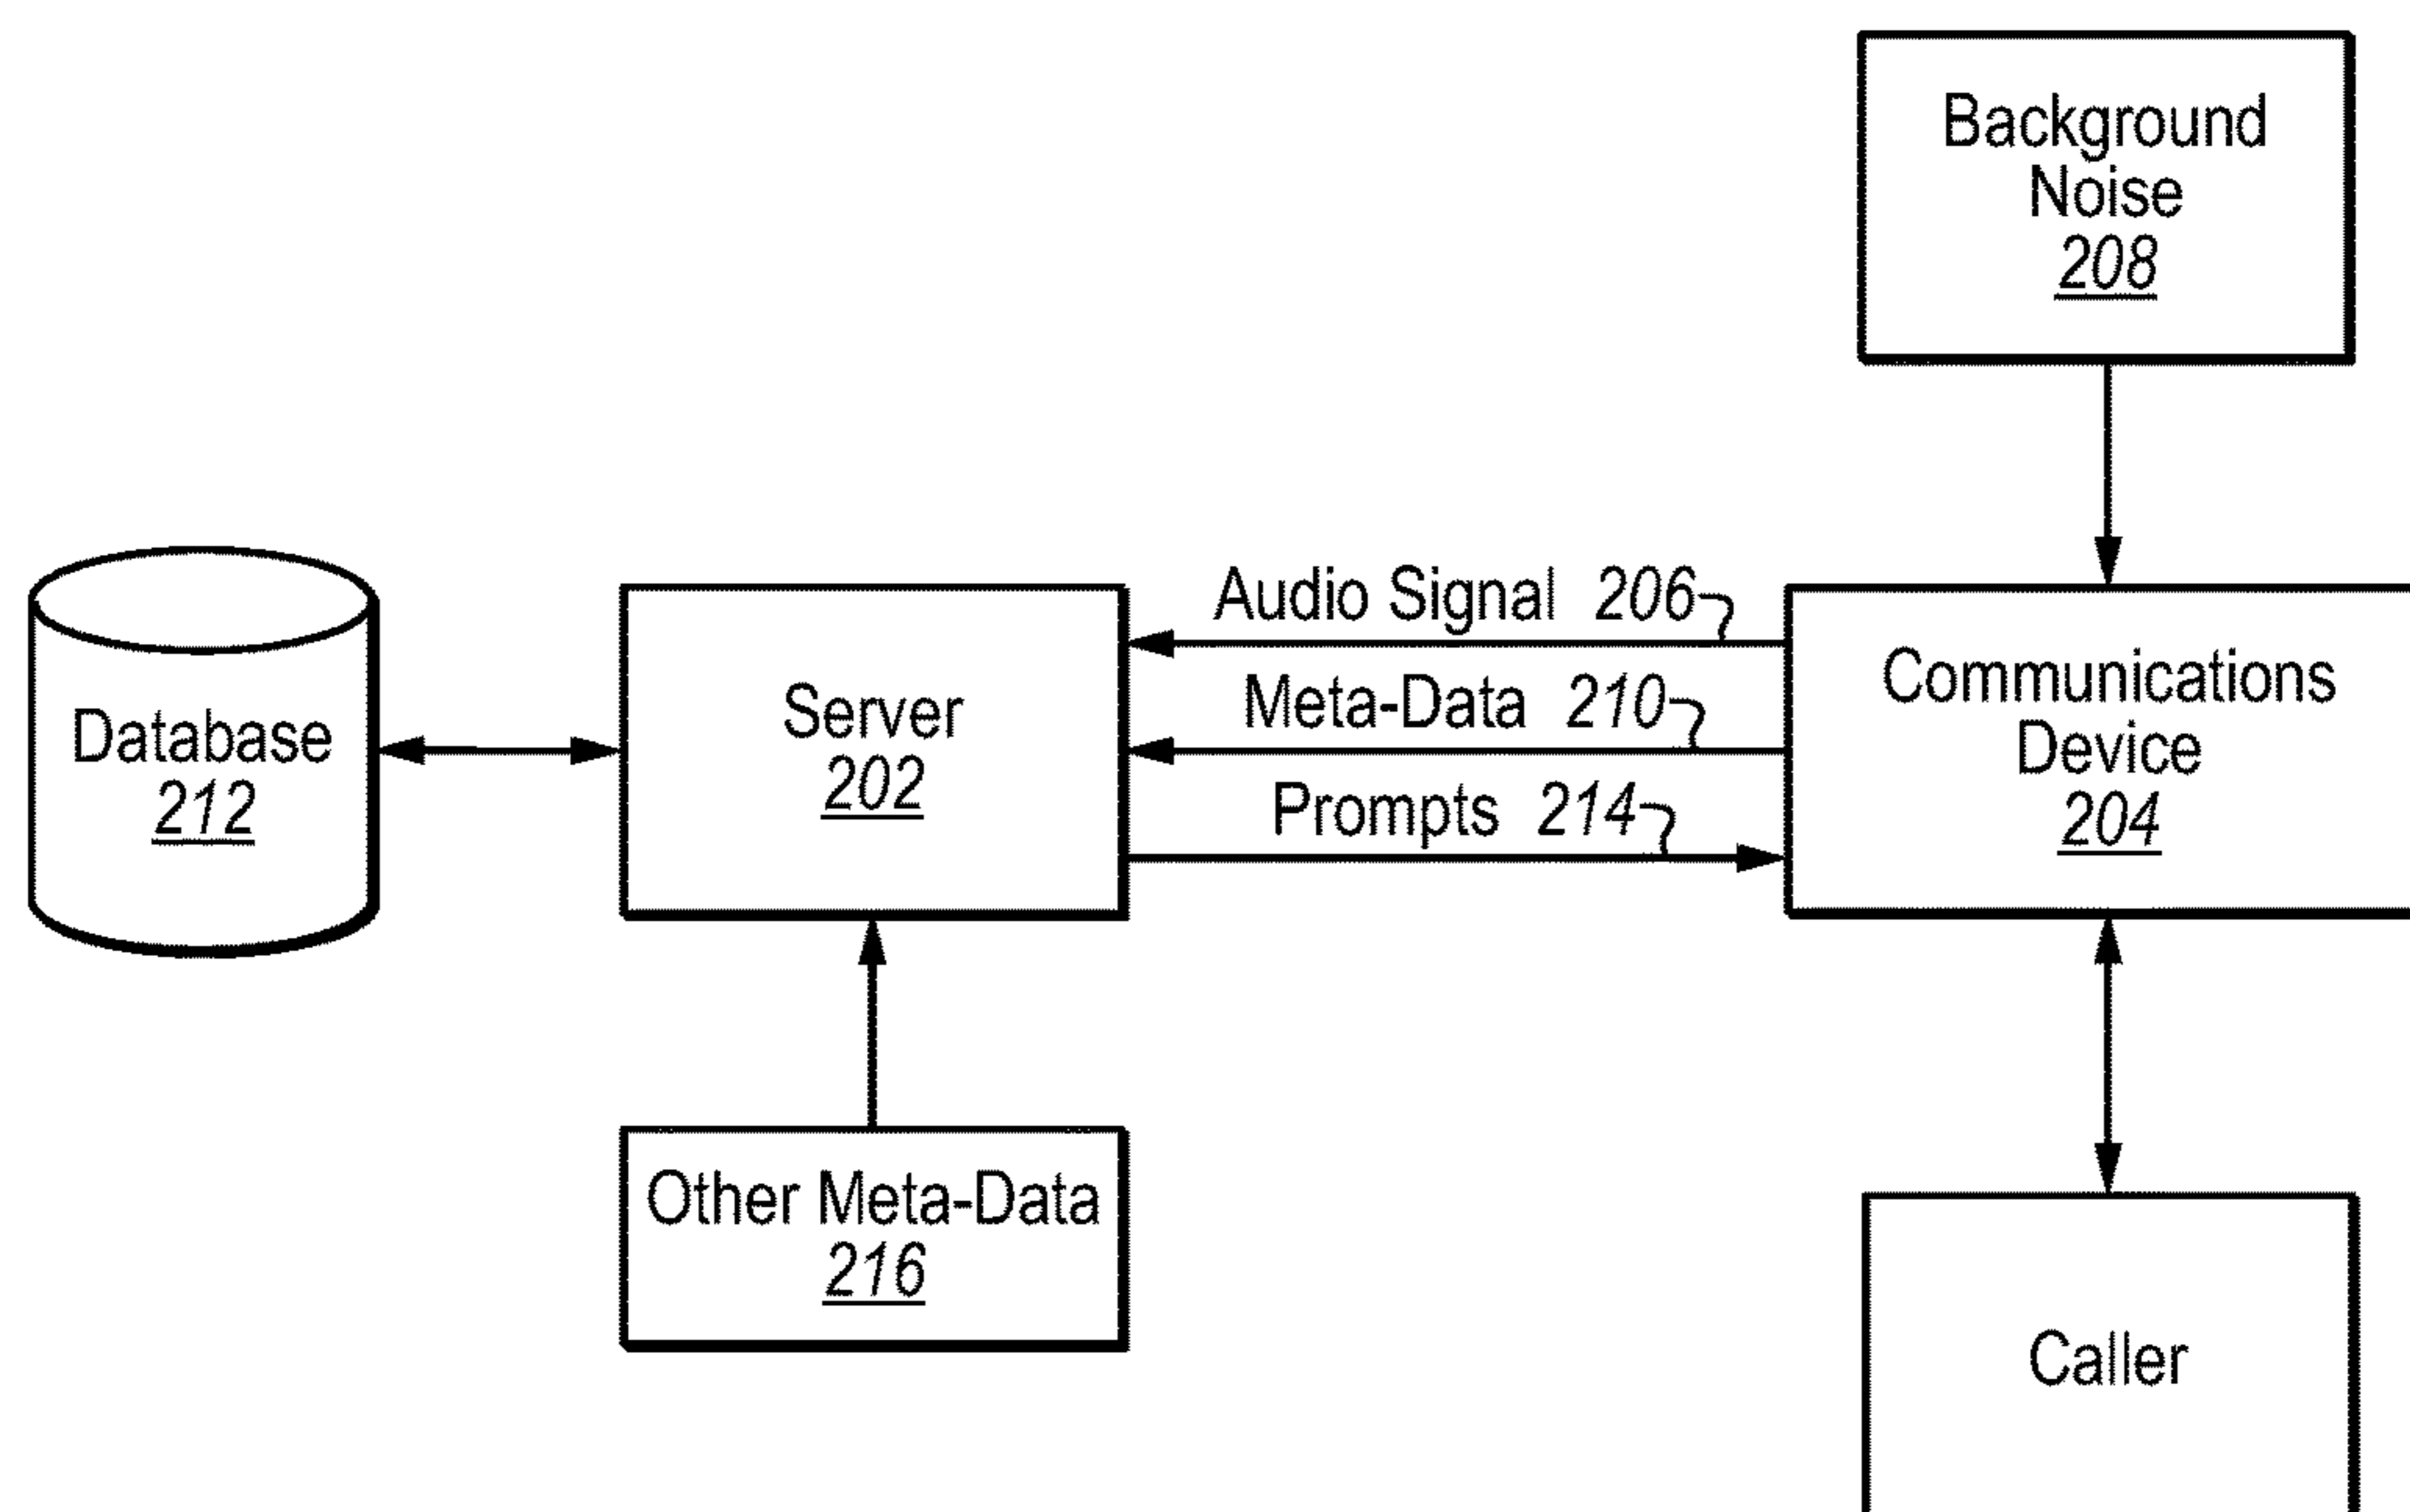 Background
Noise
208
Audio Signal 206
Meta-Data 210
Prompts 214
Communications
Device
204
Server
202
Database
212
Other Meta-Data
216
Caller